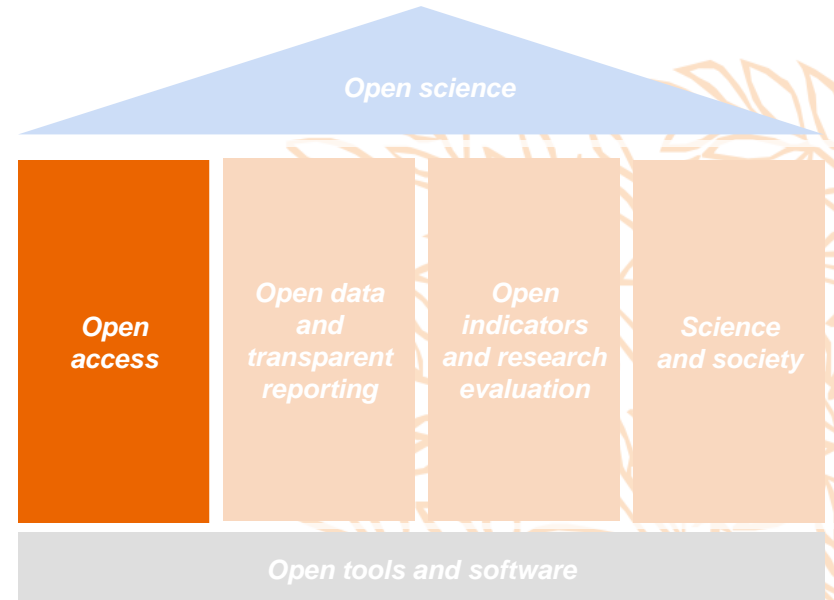 Open science
Open
access
Open data
and
transparent
reporting
Open
indicators
and research
evaluation
Science
and society
Open tools and software